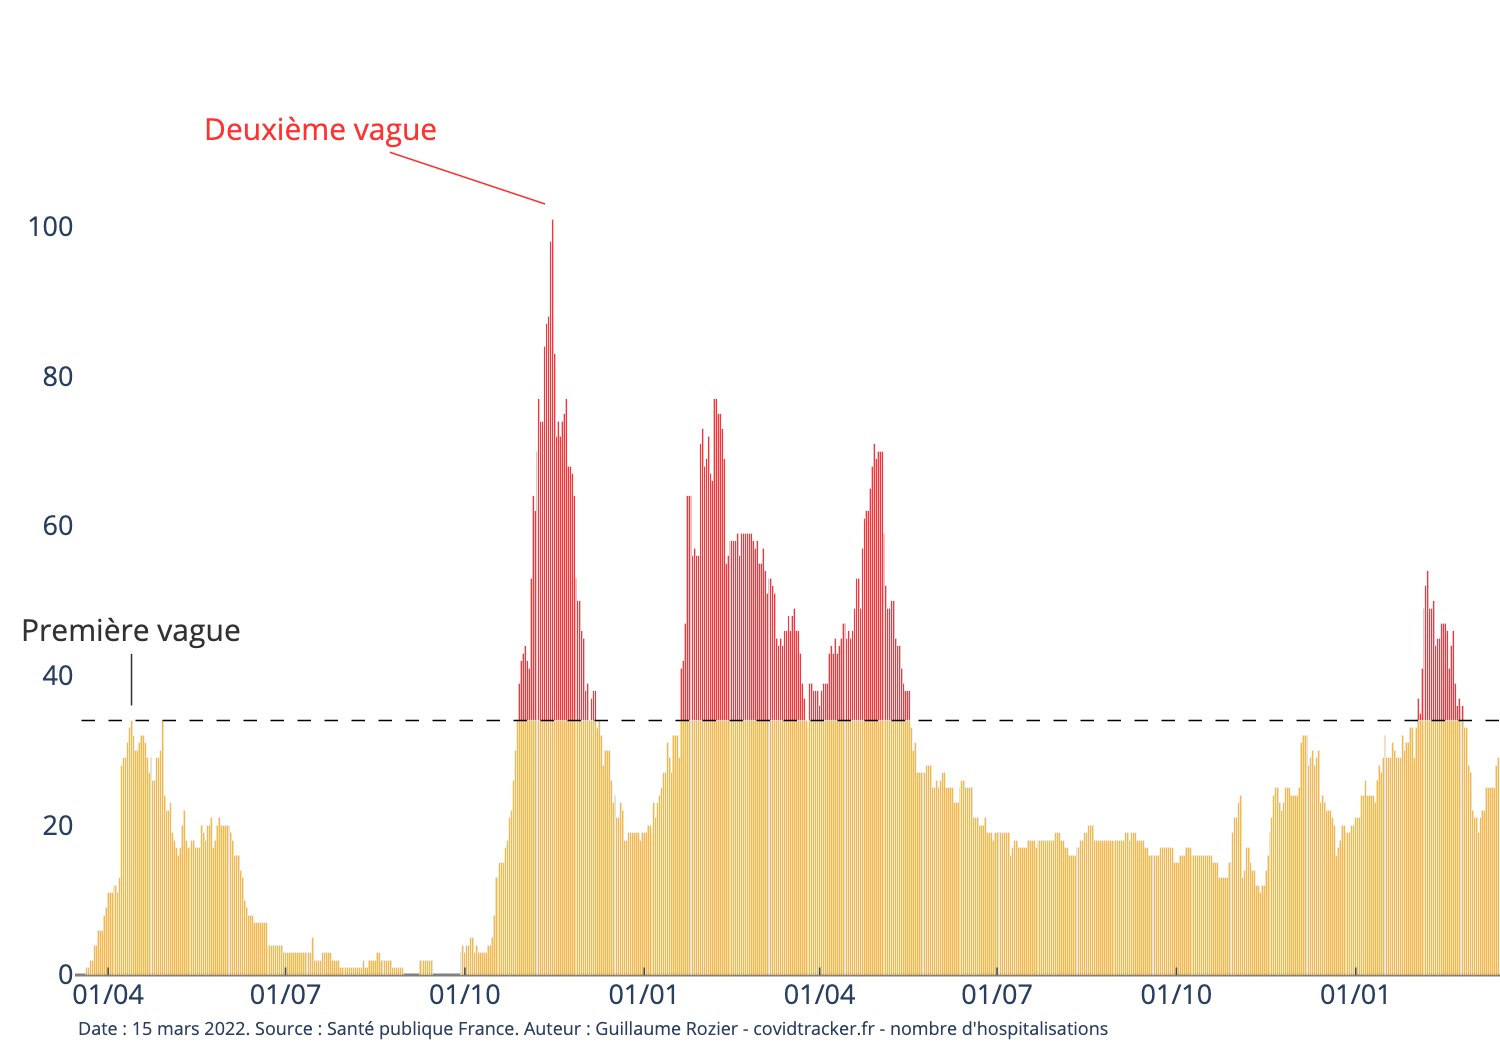 Deuxième vague
100
80
60
Première vague
40
20
0
01/04 01/07 01/10 01/01 01/04 01/07 01/10 01/01
Date : 15 mars 2022. Source : Santé publique France. Auteur : Guillaume Rozier - covidtracker.fr - nombre d'hospitalisations